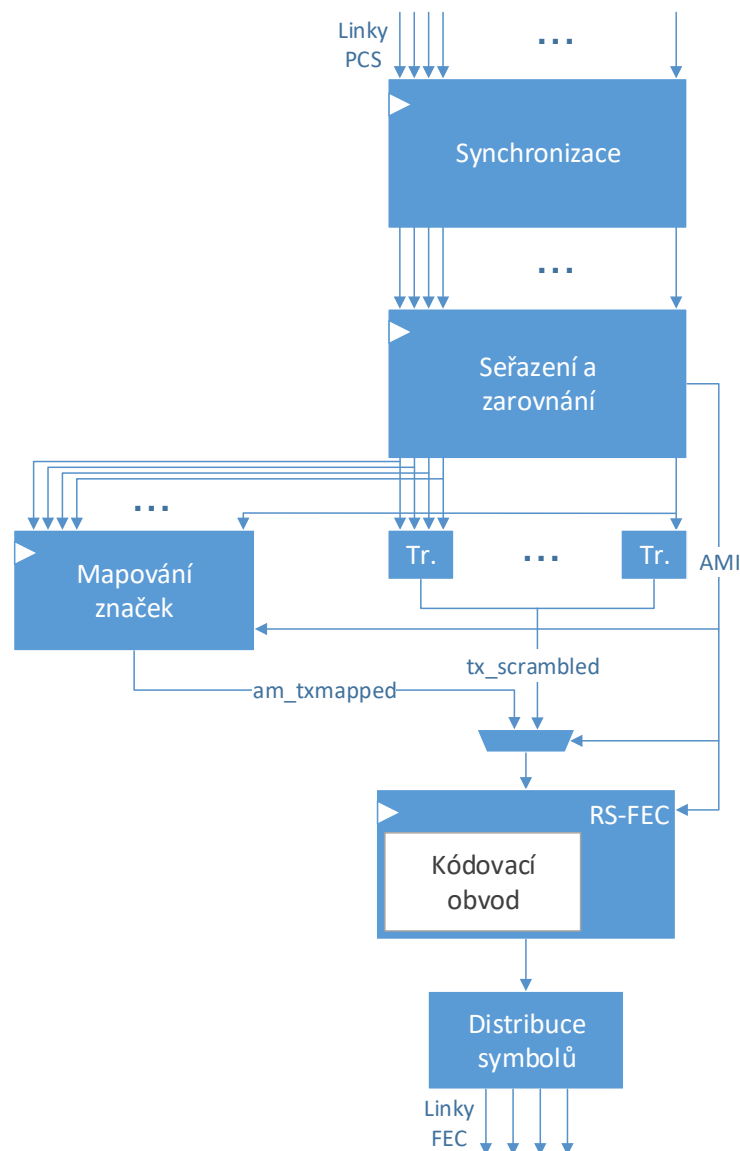 Linky
PCS
...
Synchronizace
...
Seřazení a
zarovnání
...
Mapování
značek
Tr.
...
Tr.
AMI
tx_scrambled
am_txmapped
RS-FEC
Kódovací
obvod
Distribuce
symbolů
Linky
FEC